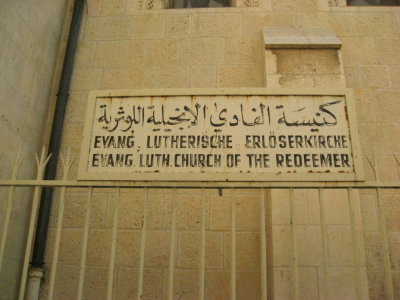 كنيسة الفادي الانجيلية اللوثرية
EVANG. LUTHERISCHE ERLÖSERKIRCHE
EVANG. LUTH. CHURCH OF THE REDEEMER